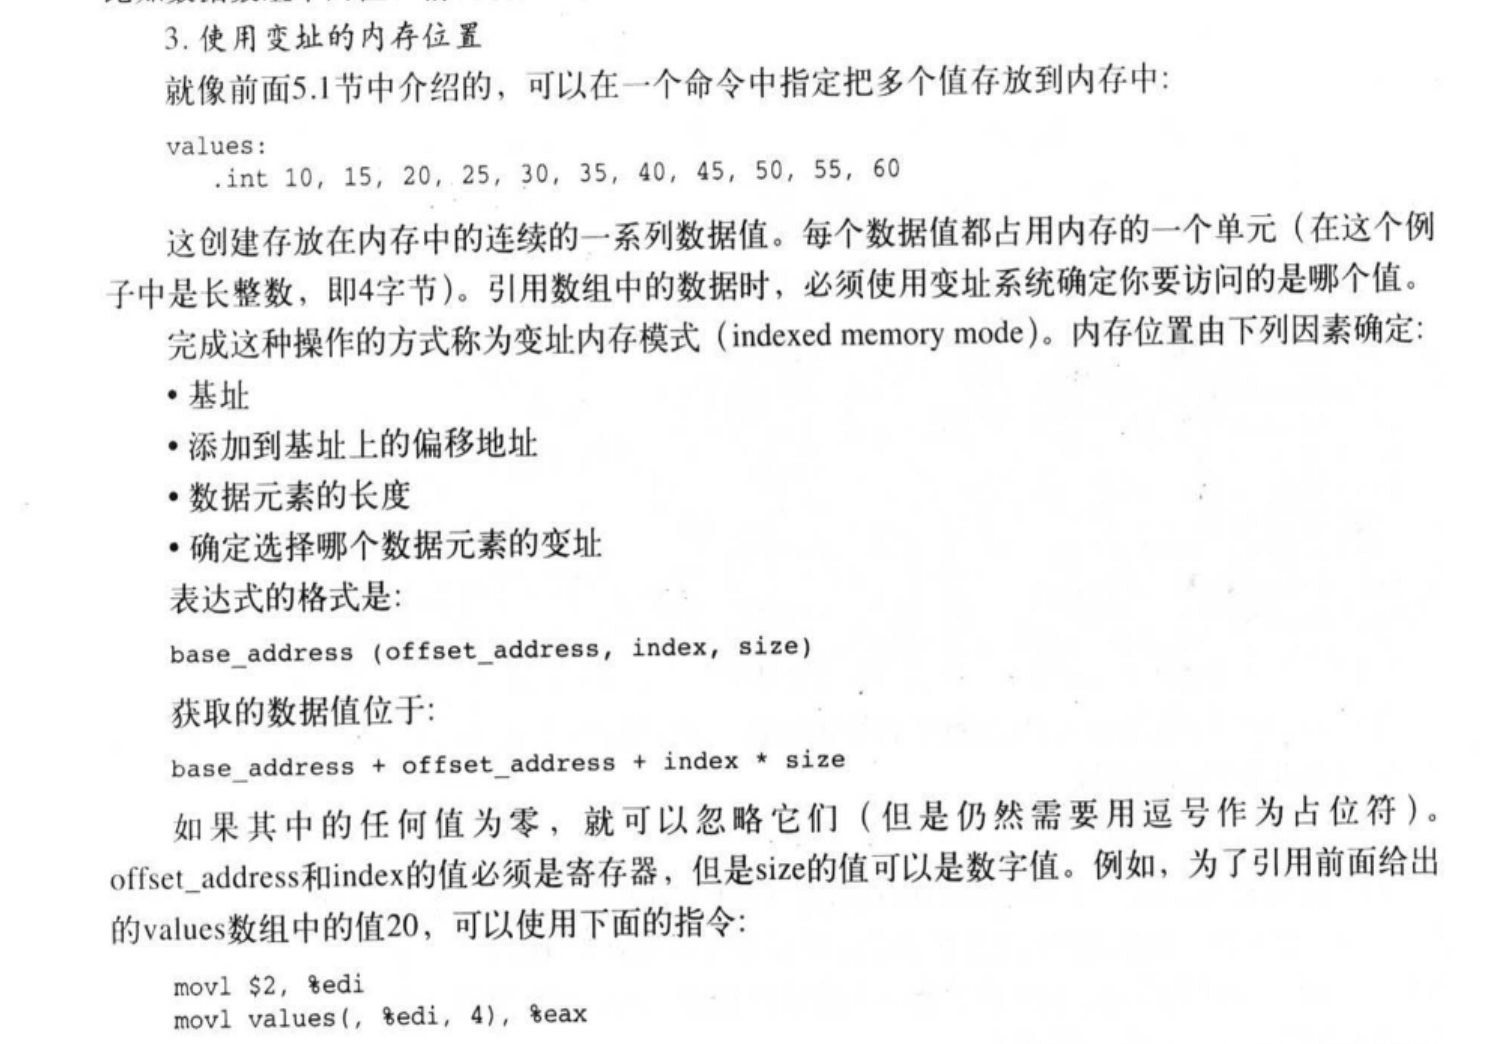 3. 使用变址的内存位置
就像前面5.1节中介绍的，可以在一个命令中指定把多个值存放到内存中：
values:
.int 10, 15, 20, 25, 30, 35, 40, 45, 50, 55, 60
这创建存放在内存中的连续的一系列数据值。每个数据值都占用内存的一个单元（在这个例
子中是长整数，即4字节）。引用数组中的数据时，必须使用变址系统确定你要访问的是哪个值。
完成这种操作的方式称为变址内存模式（indexed memory mode）。内存位置由下列因素确定：
• 基址
• 添加到基址上的偏移地址
• 数据元素的长度
• 确定选择哪个数据元素的变址
表达式的格式是：
base_address (offset_address, index, size)
获取的数据值位于：
base_address + offset_address + index * size
如果其中的任何值为零，就可以忽略它们（但是仍然需要用逗号作为占位符）。
offset_address和index的值必须是寄存器，但是size的值可以是数字值。例如，为了引用前面给出
的values数组中的值20，可以使用下面的指令：
movl $2, %edi
movl values(, %edi, 4), %eax